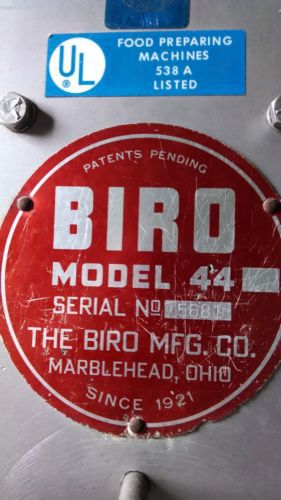 UL
®
FOOD PREPARING
MACHINES
538 A
LISTED
PATENTS PENDING
BIRO
MODEL 44
SERIAL NO
THE BIRO MFG. CO.
MARBLEHEAD, OHIO
SINCE 1921